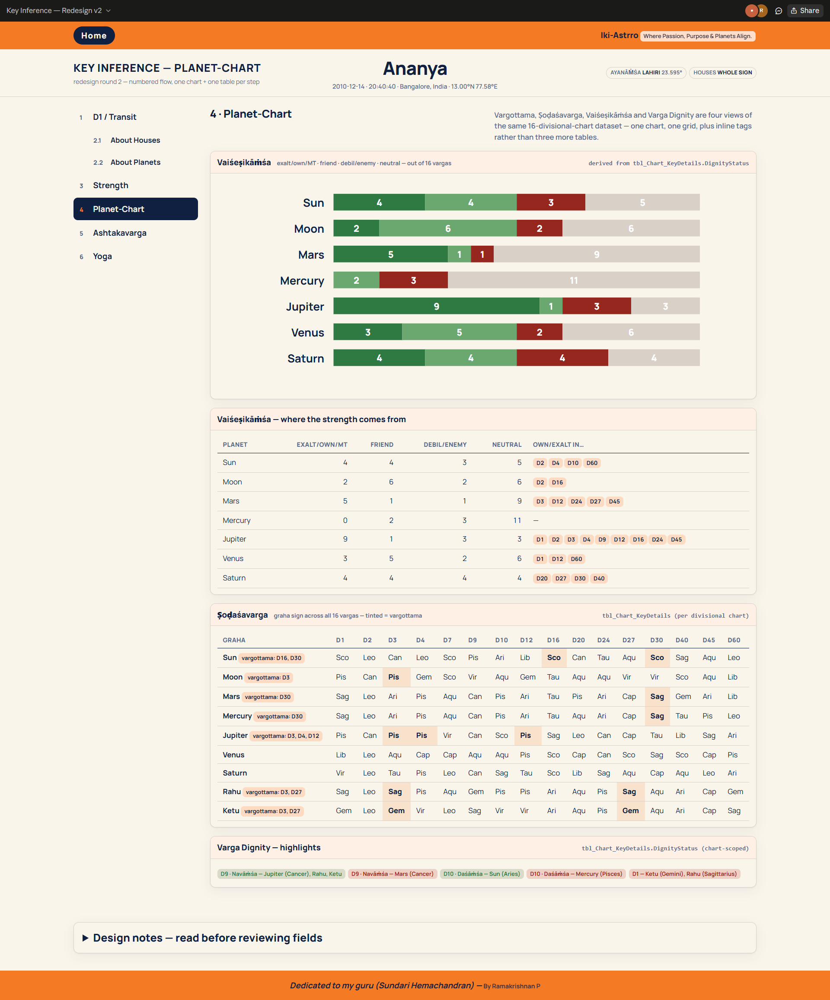 Key Inference — Redesign v2
R
Share
Home
Iki-Astrro Where Passion, Purpose & Planets Align.
KEY INFERENCE — PLANET-CHART
redesign round 2 — numbered flow, one chart + one table per step
Ananya
2010-12-14 · 20:40:40 · Bangalore, India · 13.00°N 77.58°E
AYANĀṀŚA LAHIRI 23.595°
HOUSES WHOLE SIGN
1 D1 / Transit
2.1 About Houses
2.2 About Planets
3 Strength
4 Planet-Chart
5 Ashtakavarga
6 Yoga
4 · Planet-Chart
Vargottama, Ṣoḍaśavarga, Vaiśeṣikāṁśa and Varga Dignity are four views of
the same 16-divisional-chart dataset — one chart, one grid, plus inline tags
rather than three more tables.
Vaiśeṣikāṁśa exalt/own/MT · friend · debil/enemy · neutral — out of 16 vargas derived from tbl_Chart_KeyDetails.DignityStatus
Sun 4 4 3 5
Moon 2 6 2 6
Mars 5 1 1 9
Mercury 2 3 11
Jupiter 9 1 3 3
Venus 3 5 2 6
Saturn 4 4 4 4
Vaiśeṣikāṁśa — where the strength comes from
PLANET EXALT/OWN/MT FRIEND DEBIL/ENEMY NEUTRAL OWN/EXALT IN…
Sun 4 4 3 5 D2 D4 D10 D60
Moon 2 6 2 6 D2 D16
Mars 5 1 1 9 D3 D12 D24 D27 D45
Mercury 0 2 3 11 —
Jupiter 9 1 3 3 D1 D2 D3 D4 D9 D12 D16 D24 D45
Venus 3 5 2 6 D1 D12 D60
Saturn 4 4 4 4 D20 D27 D30 D40
Ṣoḍaśavarga graha sign across all 16 vargas — tinted = vargottama tbl_Chart_KeyDetails (per divisional chart)
GRAHA D1 D2 D3 D4 D7 D9 D10 D12 D16 D20 D24 D27 D30 D40 D45 D60
Sun vargottama: D16, D30 Sco Leo Can Leo Sco Pis Ari Lib Sco Can Tau Aqu Sco Sag Aqu Leo
Moon vargottama: D3 Pis Can Pis Gem Sco Vir Aqu Gem Tau Aqu Aqu Vir Vir Sco Aqu Lib
Mars vargottama: D30 Sag Leo Ari Pis Aqu Can Pis Ari Tau Pis Ari Cap Sag Gem Ari Lib
Mercury vargottama: D30 Sag Leo Ari Pis Aqu Can Pis Ari Tau Aqu Ari Cap Sag Tau Pis Leo
Jupiter vargottama: D3, D4, D12 Pis Can Pis Pis Vir Can Sco Pis Sag Leo Can Cap Tau Lib Sag Ari
Venus Lib Leo Aqu Cap Cap Aqu Aqu Pis Sco Cap Can Sco Sag Sco Cap Pis
Saturn Vir Leo Tau Pis Leo Can Sag Tau Sco Lib Sag Aqu Cap Aqu Leo Ari
Rahu vargottama: D3, D27 Sag Leo Sag Pis Aqu Gem Pis Pis Ari Aqu Pis Sag Aqu Ari Cap Gem
Ketu vargottama: D3, D27 Gem Leo Gem Vir Leo Sag Vir Vir Ari Aqu Pis Gem Aqu Ari Cap Sag
Varga Dignity — highlights tbl_Chart_KeyDetails.DignityStatus (chart-scoped)
D9 · Navāṁśa — Jupiter (Cancer), Rahu, Ketu D9 · Navāṁśa — Mars (Cancer) D10 · Daśāṁśa — Sun (Aries) D10 · Daśāṁśa — Mercury (Pisces) D1 — Ketu (Gemini), Rahu (Sagittarius)
▶ Design notes — read before reviewing fields
Dedicated to my guru (Sundari Hemachandran) — By Ramakrishnan P